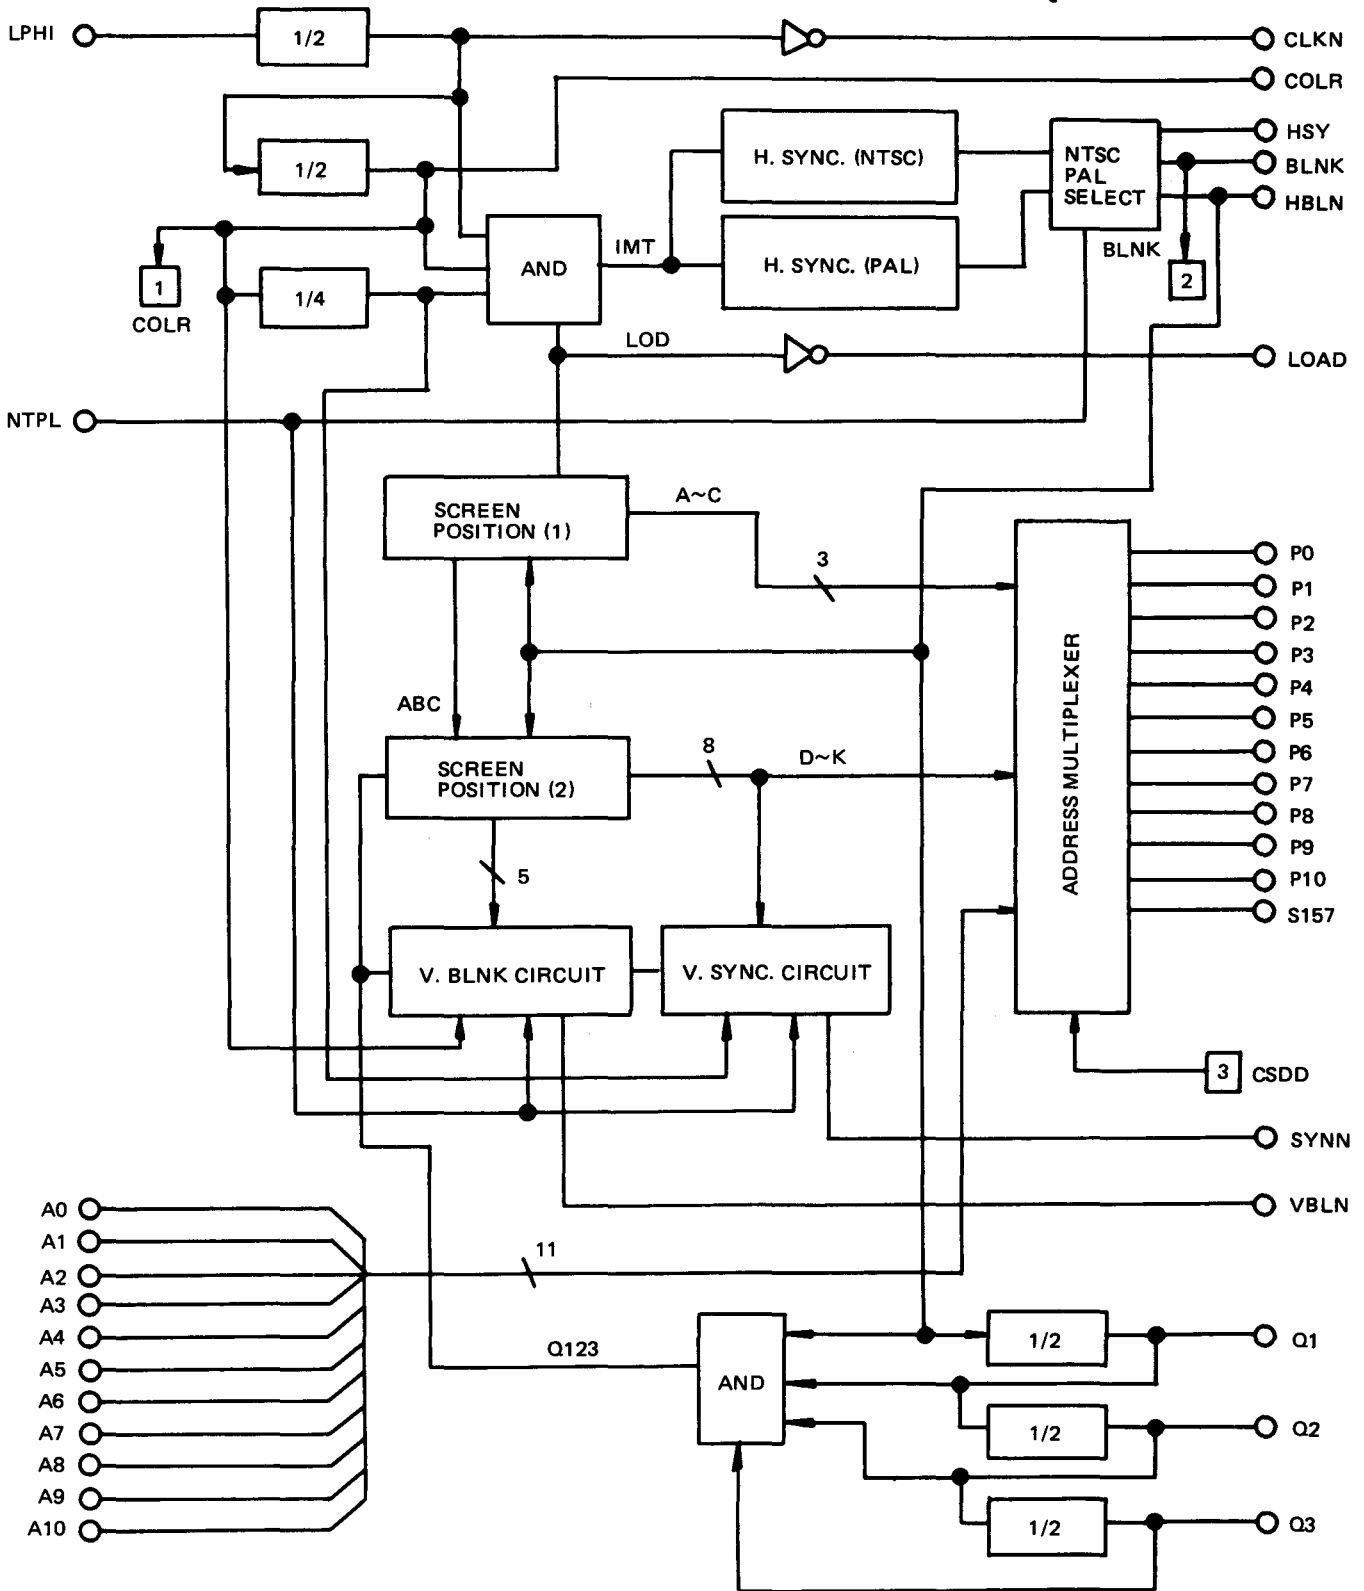 LPHI
1/2
CLKN
COLR
1/2
H. SYNC. (NTSC)
NTSC
PAL
SELECT
HSY
BLNK
HBLN
AND
IMT
H. SYNC. (PAL)
BLNK
2
1
COLR
1/4
LOD
LOAD
NTPL
SCREEN
POSITION (1)
A~C
3
ABC
SCREEN
POSITION (2)
8
D~K
5
V. BLNK CIRCUIT
V. SYNC. CIRCUIT
ADDRESS MULTIPLEXER
P0
P1
P2
P3
P4
P5
P6
P7
P8
P9
P10
S157
3
CSDD
SYNN
VBLN
A0
A1
A2
A3
A4
A5
A6
A7
A8
A9
A10
11
Q123
AND
1/2
Q1
1/2
Q2
1/2
Q3